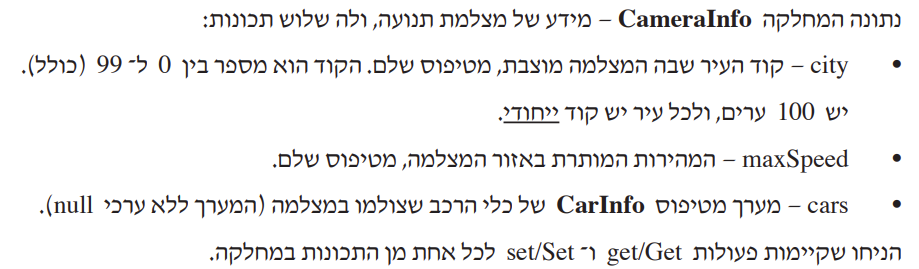 נתונה המחלקה CameraInfo – מידע של מצלמת תנועה, ולה שלוש תכונות:
• city – קוד העיר שבה המצלמה מוצבת, מטיפוס שלם. הקוד הוא מספר בין 0 ל־ 99 (כולל).
יש 100 ערים, ולכל עיר יש קוד ייחודי.
• maxSpeed – המהירות המותרת באזור המצלמה, מטיפוס שלם.
• cars – מערך מטיפוס CarInfo של כלי הרכב שצולמו במצלמה (המערך ללא ערכי null).
הניחו שקיימות פעולות get/Get ו־ set/Set לכל אחת מן התכונות במחלקה.